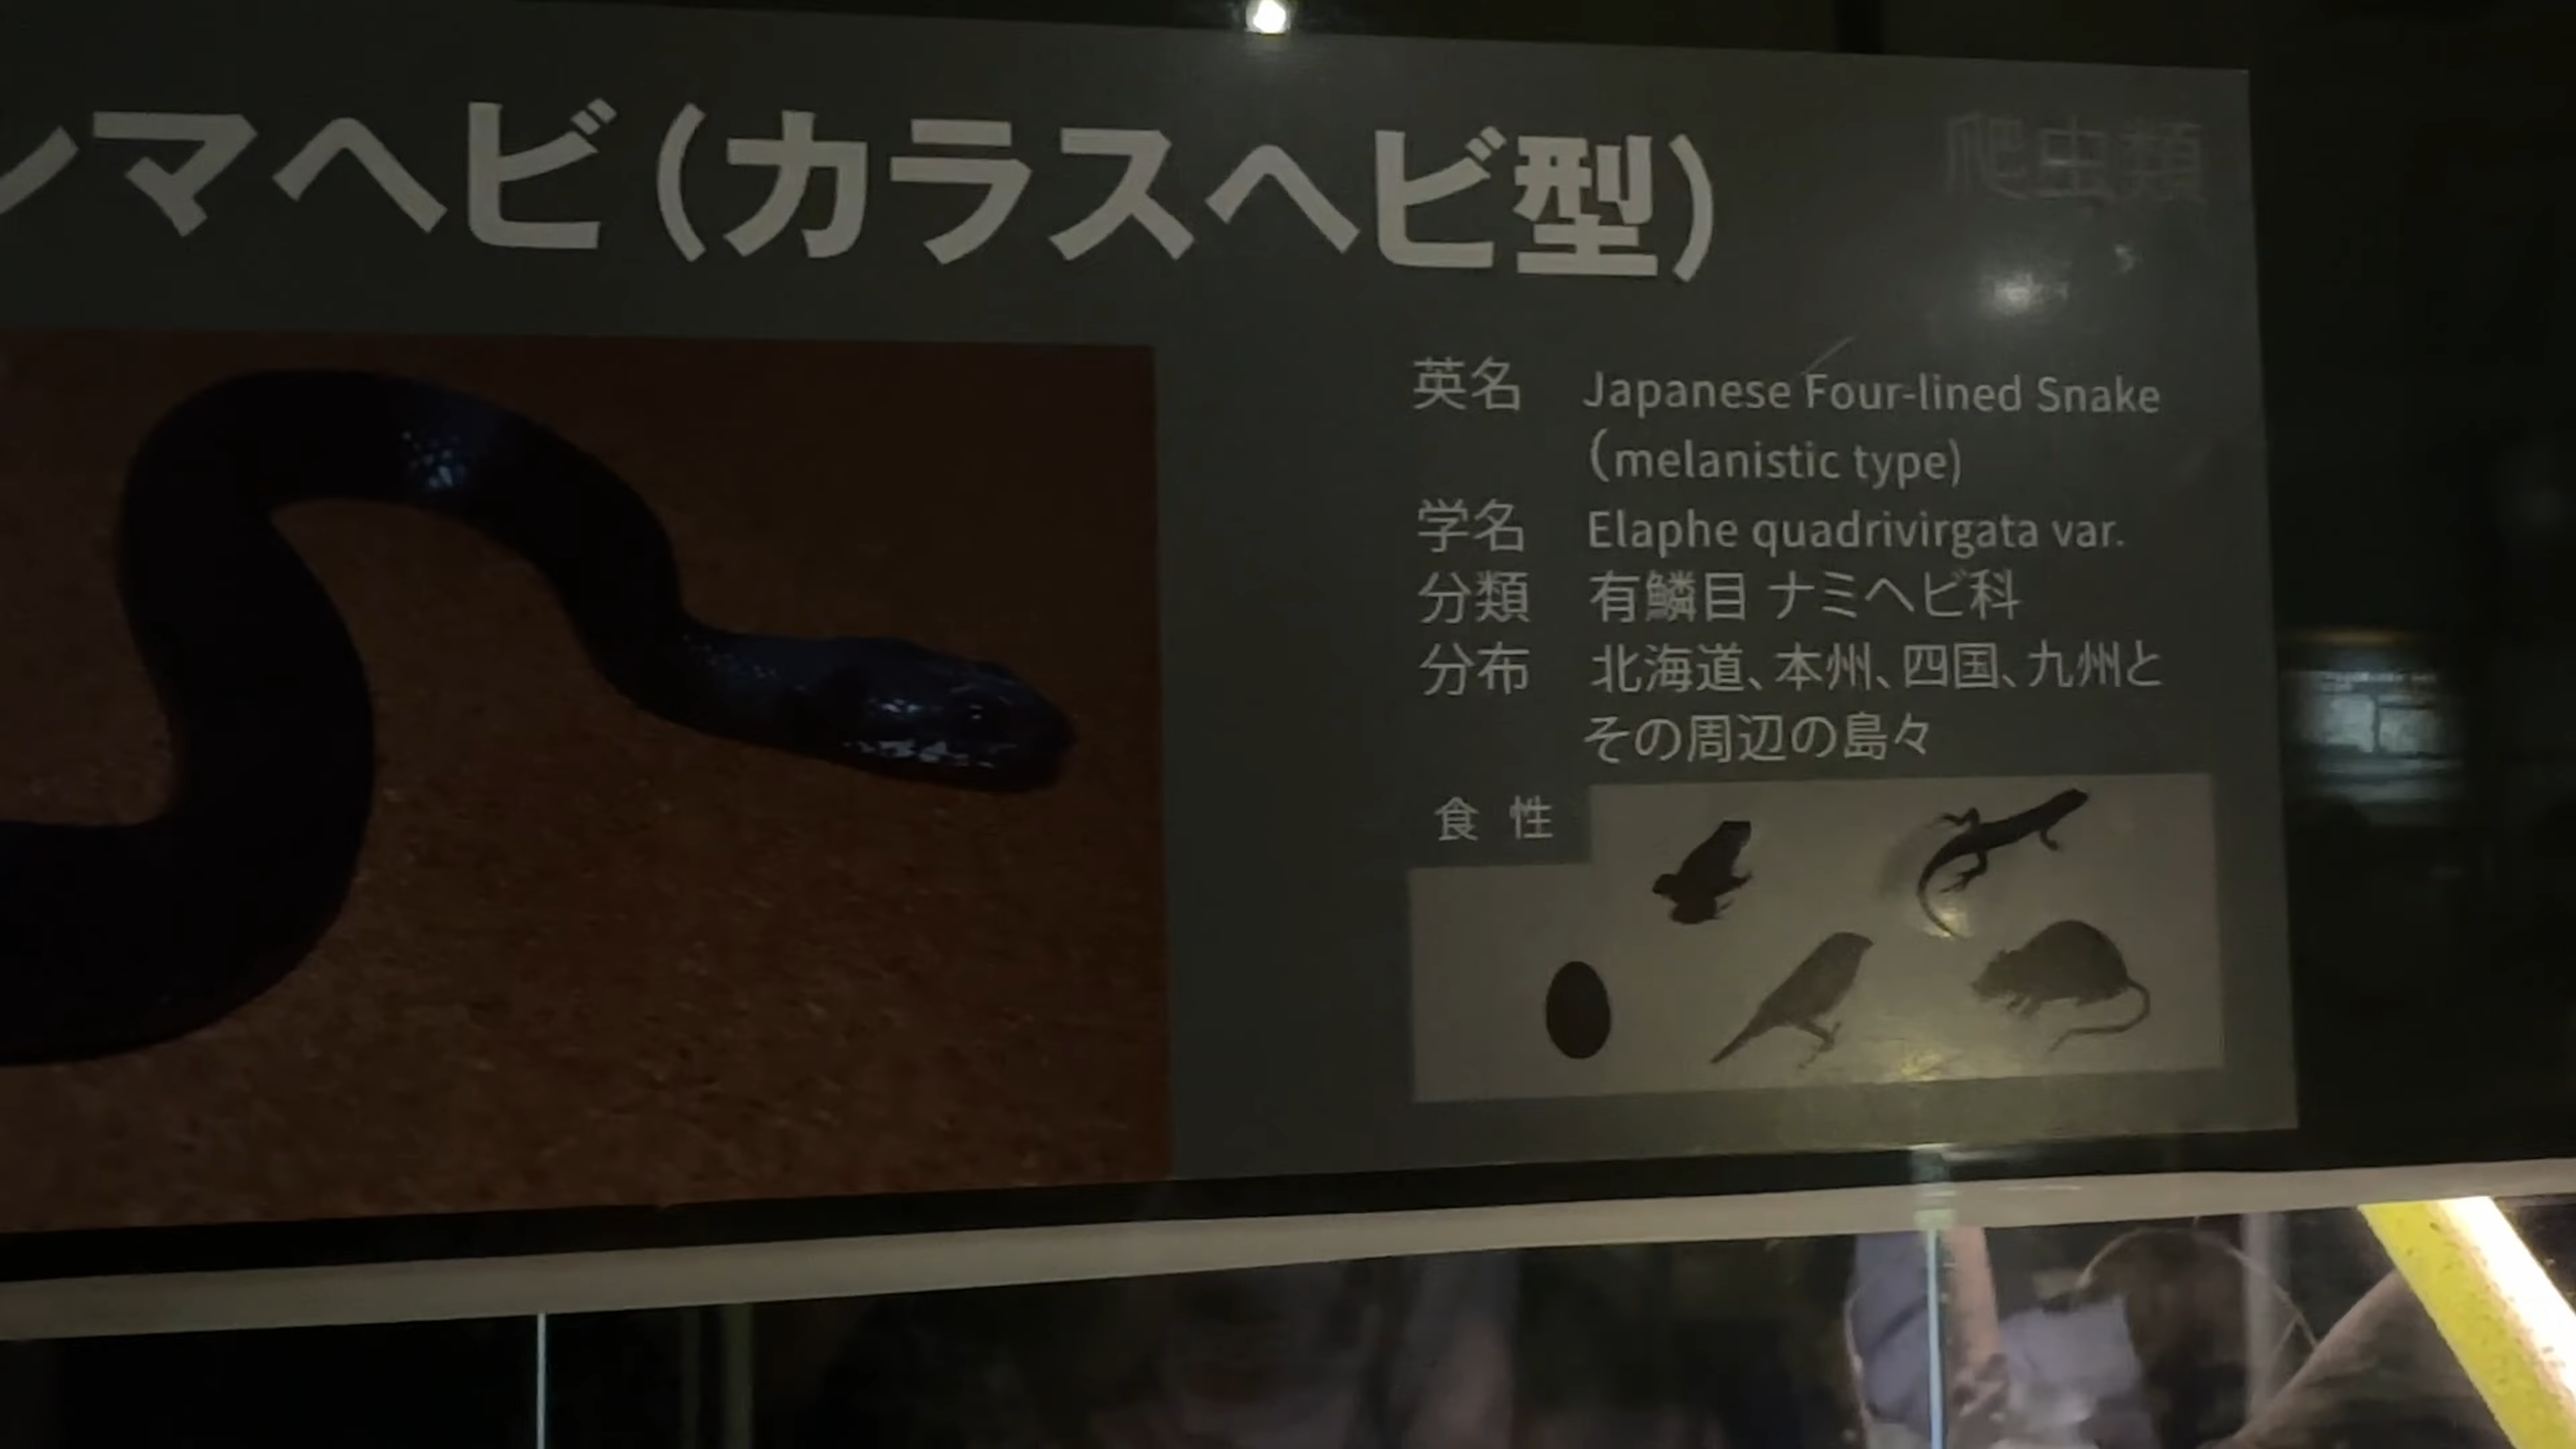 シマヘビ(カラスヘビ型)
爬虫類
英名 Japanese Four-lined Snake
(melanistic type)
学名 Elaphe quadrivirgata var.
分類 有鱗目 ナミヘビ科
分布 北海道、本州、四国、九州と
その周辺の島々
食性